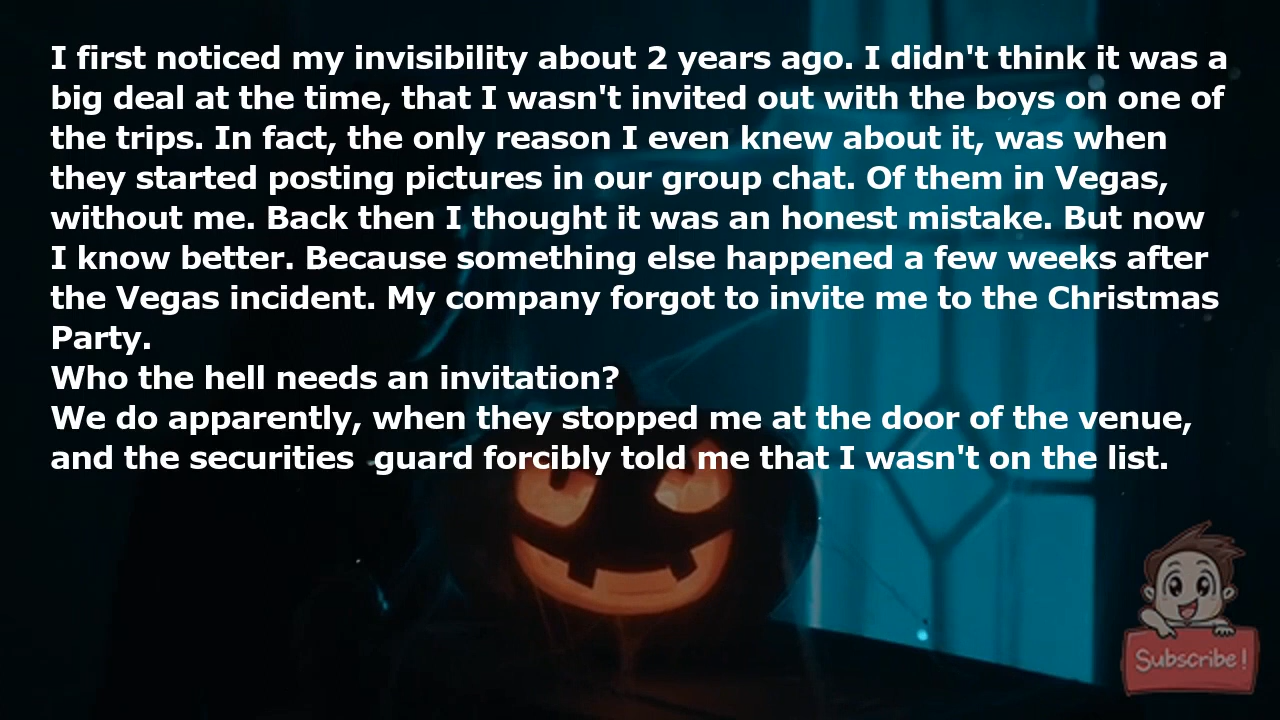 I first noticed my invisibility about 2 years ago. I didn't think it was a
big deal at the time, that I wasn't invited out with the boys on one of
the trips. In fact, the only reason I even knew about it, was when
they started posting pictures in our group chat. Of them in Vegas,
without me. Back then I thought it was an honest mistake. But now
I know better. Because something else happened a few weeks after
the Vegas incident. My company forgot to invite me to the Christmas
Party.
Who the hell needs an invitation?
We do apparently, when they stopped me at the door of the venue,
and the securities  guard forcibly told me that I wasn't on the list.
Subscribe!